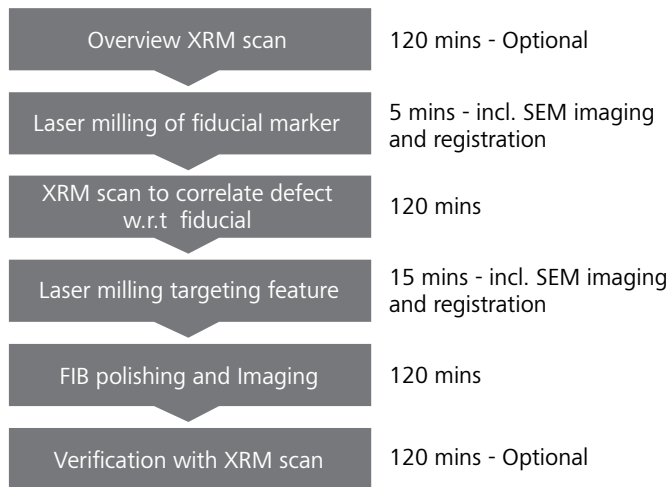 Overview XRM scan
120 mins - Optional
Laser milling of fiducial marker
5 mins - incl. SEM imaging
and registration
XRM scan to correlate defect
w.r.t fiducial
120 mins
Laser milling targeting feature
15 mins - incl. SEM imaging
and registration
FIB polishing and Imaging
120 mins
Verification with XRM scan
120 mins - Optional